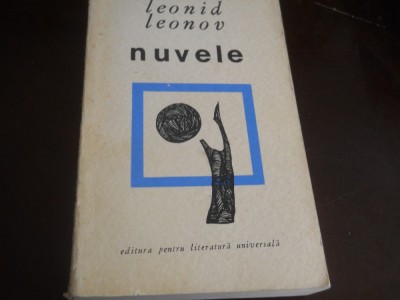 leonid
leonov
nuvele
editura pentru literatură universală